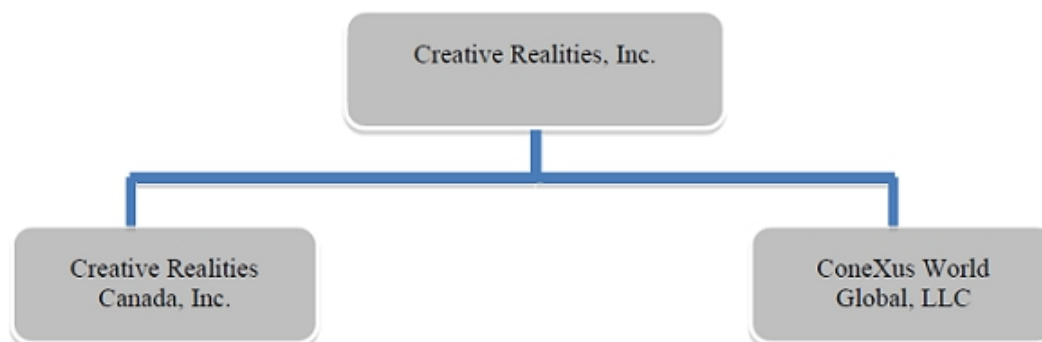 Creative Realities, Inc.
Creative Realities
Canada, Inc.
ConeXus World
Global, LLC